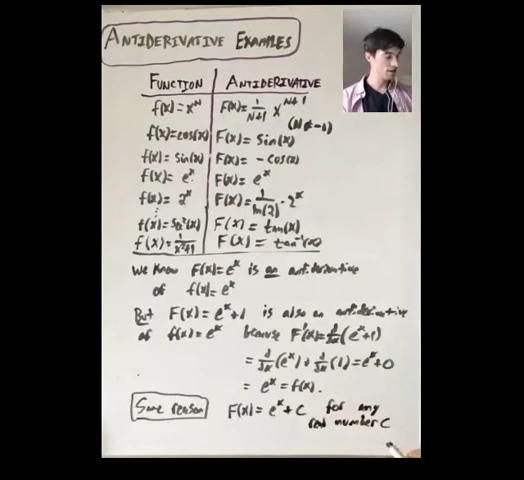 ANTIDERIVATIVE EXAMPLES
FUNCTION | ANTIDERIVATIVE
f(x) = x^N | F(x) = 1/(N+1) x^(N+1)
(N ≠ -1)
f(x) = cos(x) | F(x) = sin(x)
f(x) = sin(x) | F(x) = -cos(x)
f(x) = e^x | F(x) = e^x
f(x) = 2^x | F(x) = 1/ln(2) · 2^x
⋮
f(x) = sec²(x) | F(x) = tan(x)
f(x) = 1/(x²+1) | F(x) = tan⁻¹(x)
We know F(x) = e^x is an antiderivative
of f(x) = e^x
But F(x) = e^x + 1 is also an antiderivative
of f(x) = e^x because F'(x) = d/dx (e^x + 1)
= d/dx (e^x) + d/dx (1) = e^x + 0
= e^x = f(x).
Same reason F(x) = e^x + C for any
real number C